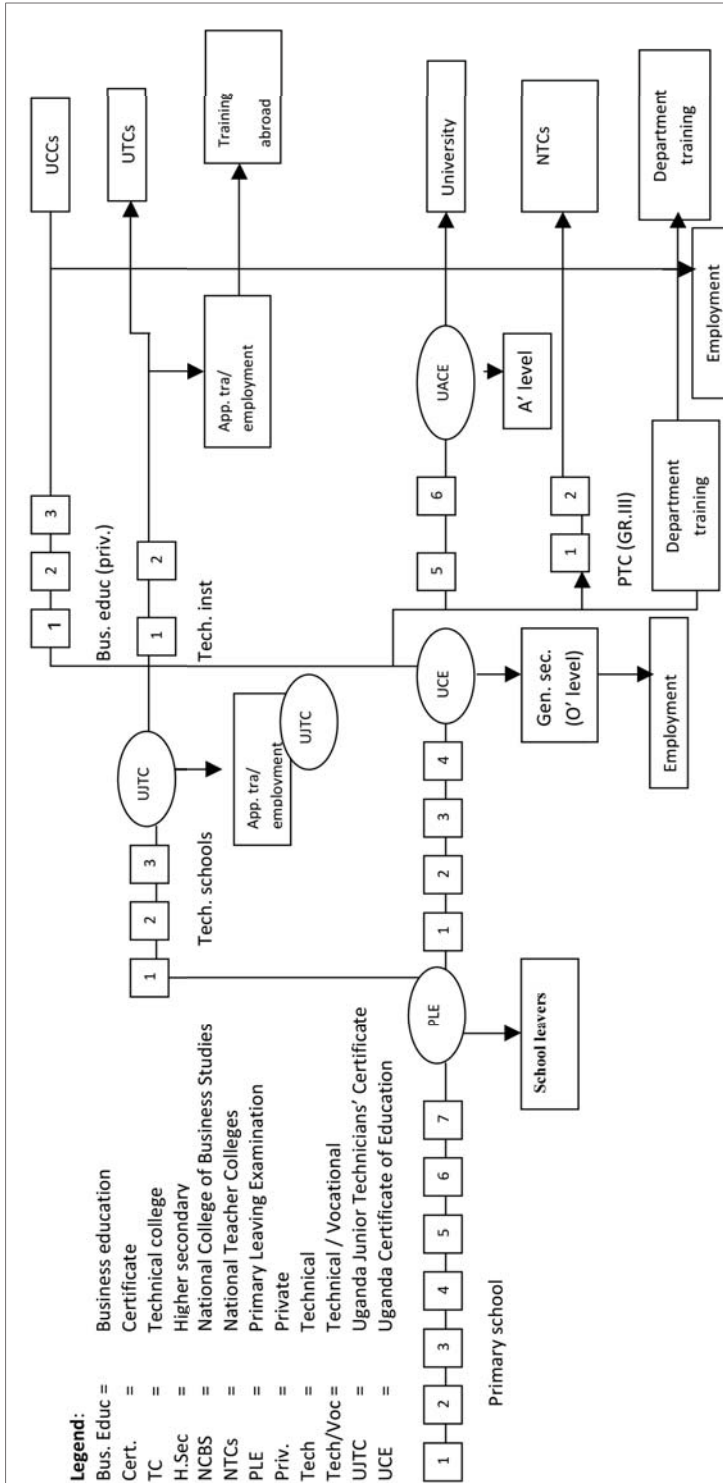 Legend:
Bus. Educ = Business education
Cert. = Certificate
TC = Technical college
H.Sec = Higher secondary
NCBS = National College of Business Studies
NTCs = National Teacher Colleges
PLE = Primary Leaving Examination
Priv. = Private
Tech = Technical
Tech/Voc = Technical / Vocational
UJTC = Uganda Junior Technicians' Certificate
UCE = Uganda Certificate of Education
1 2 3
UCCs
Bus. educ (priv.)
1 2 3
UJTC
1 2
UTCs
Tech. schools
Tech. inst
App. tra/
employment
UJTC
App. tra/
employment
Training
abroad
1 2 3 4 5 6 7
PLE
1 2 3 4
UCE
5 6
UACE
University
Primary school
School leavers
Gen. sec.
(O' level)
Employment
A' level
1 2
NTCs
PTC (GR.III)
Department
training
Department
training
Employment